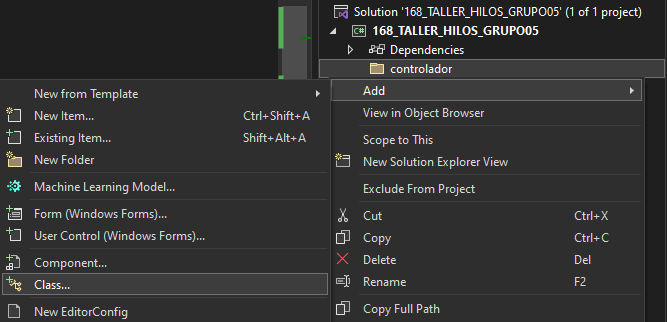 Solution '168_TALLER_HILOS_GRUPO05' (1 of 1 project)
C# 168_TALLER_HILOS_GRUPO05
Dependencies
controlador
New from Template
New Item... Ctrl+Shift+A
Existing Item... Shift+Alt+A
New Folder
Machine Learning Model...
Form (Windows Forms)...
User Control (Windows Forms)...
Component...
Class...
New EditorConfig
Add
View in Object Browser
Scope to This
New Solution Explorer View
Exclude From Project
Cut Ctrl+X
Copy Ctrl+C
Delete Del
Rename F2
Copy Full Path